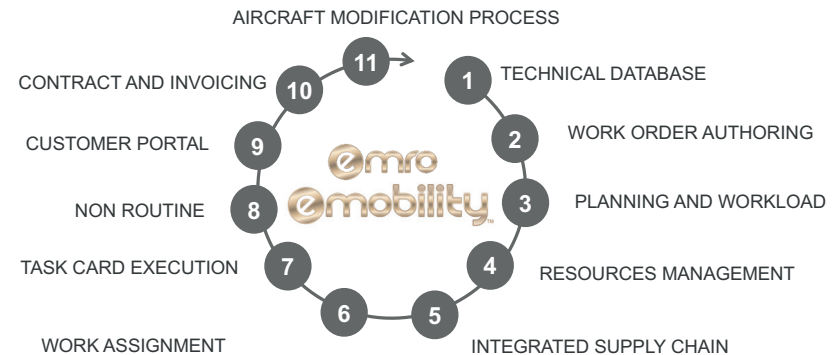 AIRCRAFT MODIFICATION PROCESS
11
CONTRACT AND INVOICING
10
1
TECHNICAL DATABASE
CUSTOMER PORTAL
9
2
WORK ORDER AUTHORING
emro
emobility
TM
NON ROUTINE
8
3
PLANNING AND WORKLOAD
TASK CARD EXECUTION
7
4
RESOURCES MANAGEMENT
6
5
WORK ASSIGNMENT
INTEGRATED SUPPLY CHAIN